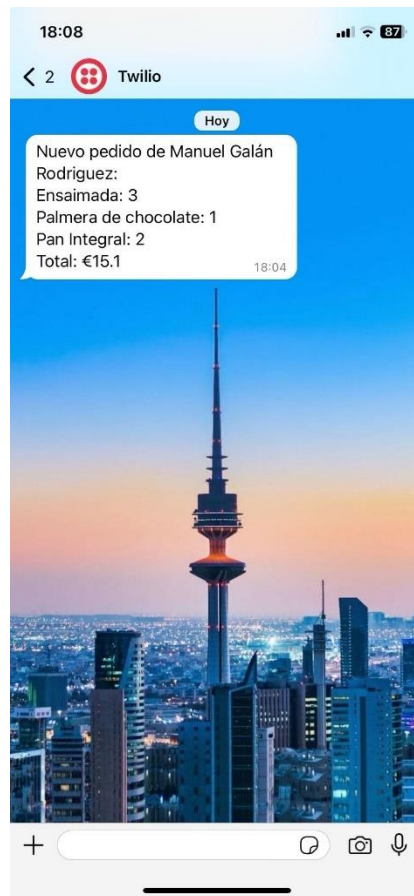 18:08
87
2
Twilio
Hoy
Nuevo pedido de Manuel Galán
Rodriguez:
Ensaimada: 3
Palmera de chocolate: 1
Pan Integral: 2
Total: €15.1
18:04